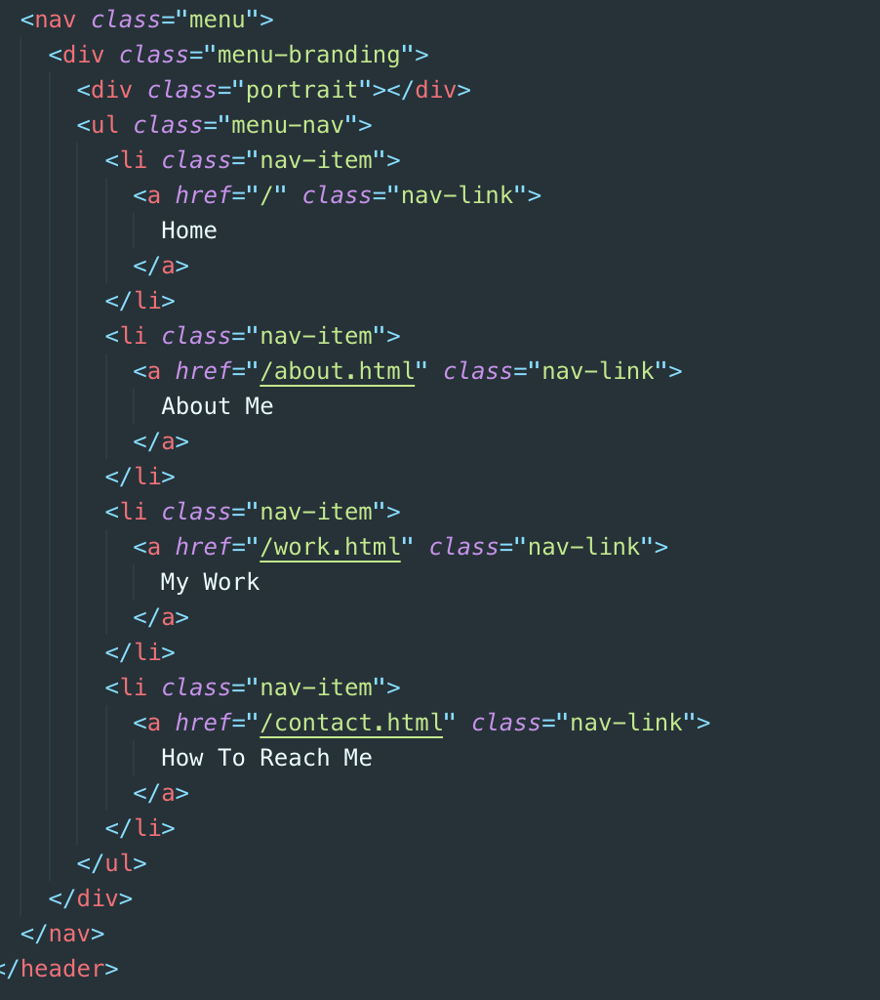 <nav class="menu">
<div class="menu-branding">
<div class="portrait"></div>
<ul class="menu-nav">
<li class="nav-item">
<a href="/" class="nav-link">
Home
</a>
</li>
<li class="nav-item">
<a href="/about.html" class="nav-link">
About Me
</a>
</li>
<li class="nav-item">
<a href="/work.html" class="nav-link">
My Work
</a>
</li>
<li class="nav-item">
<a href="/contact.html" class="nav-link">
How To Reach Me
</a>
</li>
</ul>
</div>
</nav>
</header>